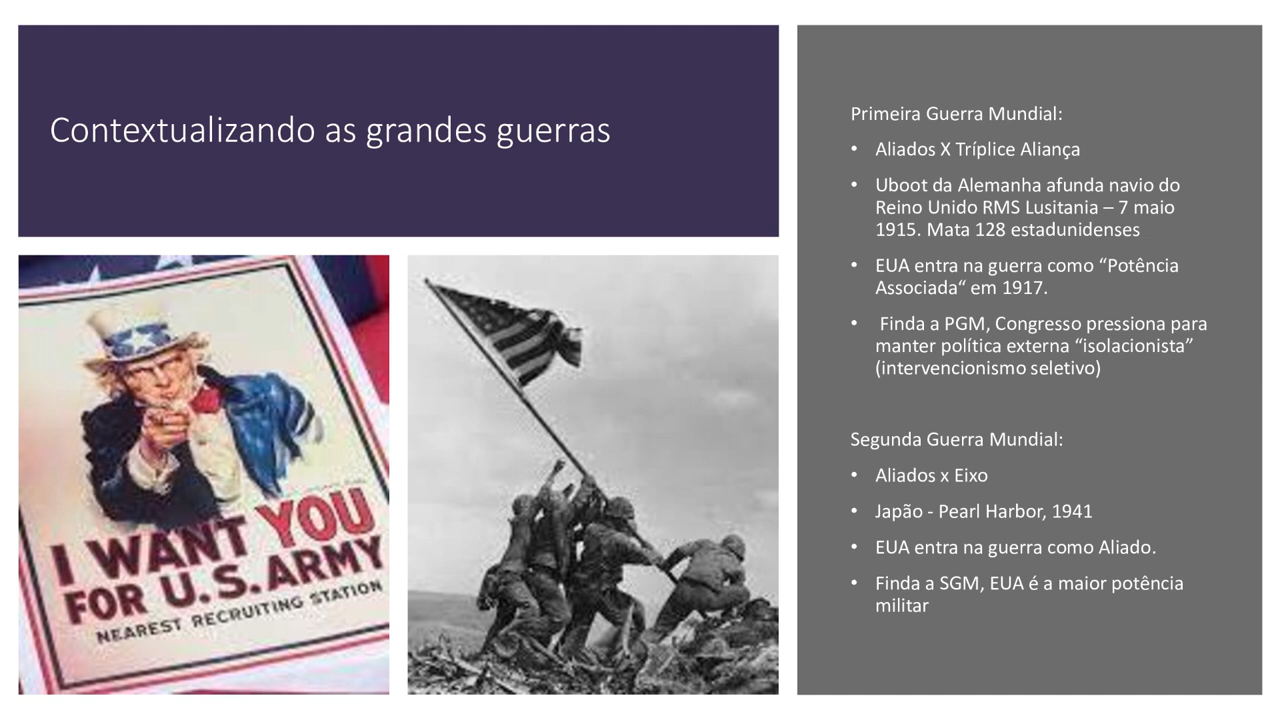 Contextualizando as grandes guerras
I WANT YOU
FOR U.S. ARMY
NEAREST RECRUITING STATION
Primeira Guerra Mundial:
• Aliados X Tríplice Aliança
• Uboot da Alemanha afunda navio do
Reino Unido RMS Lusitania – 7 maio
1915. Mata 128 estadunidenses
• EUA entra na guerra como “Potência
Associada“ em 1917.
• Finda a PGM, Congresso pressiona para
manter política externa “isolacionista”
(intervencionismo seletivo)
Segunda Guerra Mundial:
• Aliados x Eixo
• Japão - Pearl Harbor, 1941
• EUA entra na guerra como Aliado.
• Finda a SGM, EUA é a maior potência
militar